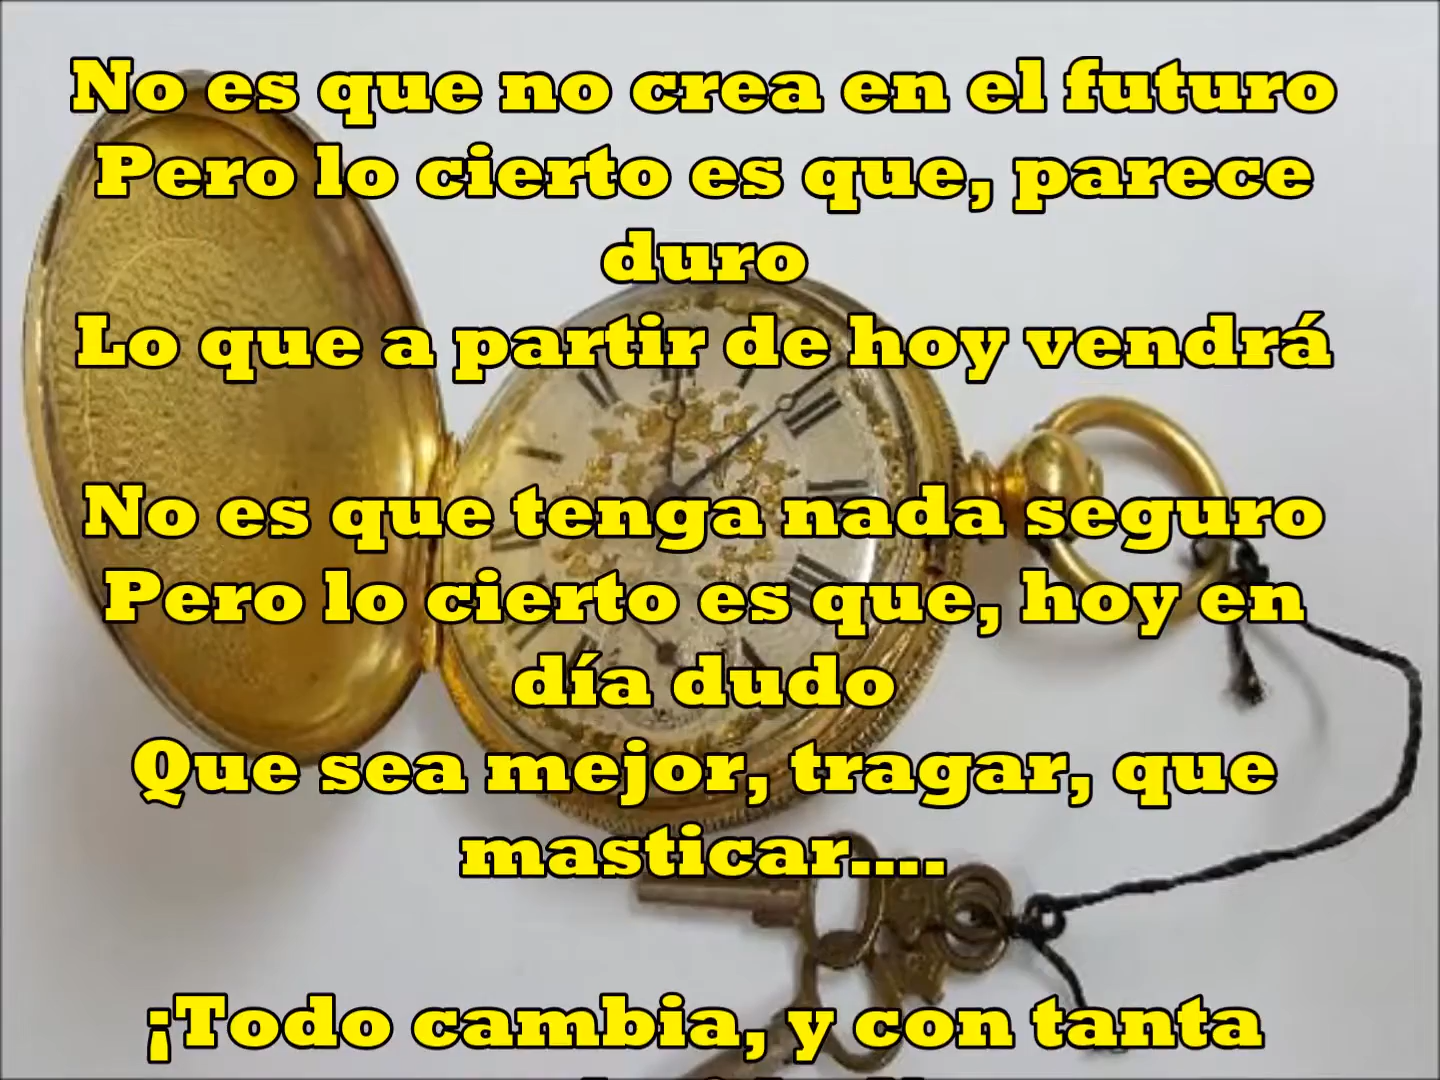 No es que no crea en el futuro
Pero lo cierto es que, parece
duro
Lo que a partir de hoy vendrá
No es que tenga nada seguro
Pero lo cierto es que, hoy en
día dudo
Que sea mejor, tragar, que
masticar....
¡Todo cambia, y con tanta